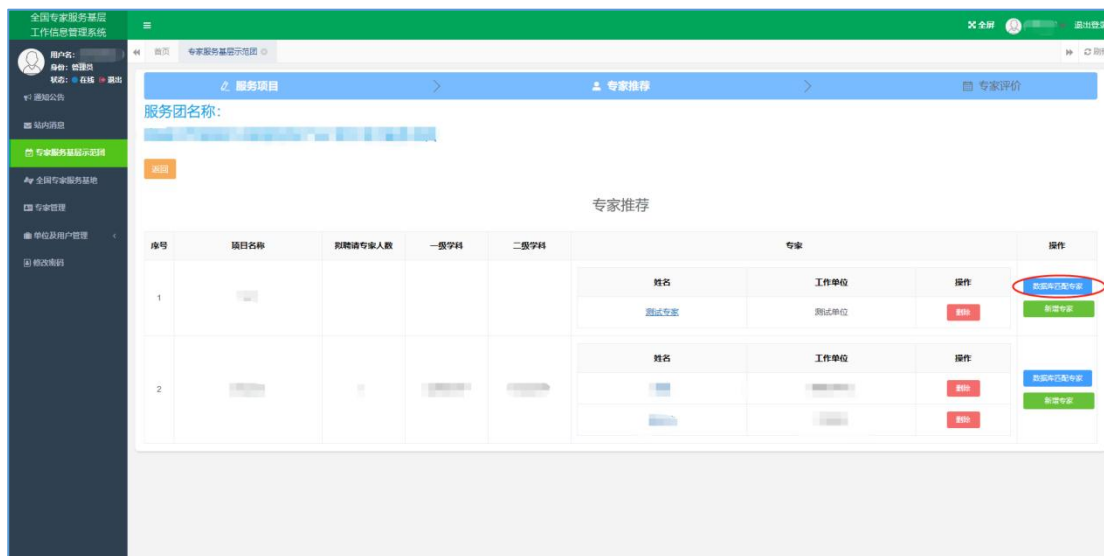 全国专家服务基层
工作信息管理系统
全屏
退出登录
用户名:
身份: 管理员
状态: 在线 退出
首页 专家服务基层示范团
通知公告
站内消息
专家服务基层示范团
全国专家服务基地
专家管理
单位及用户管理
修改密码
服务项目 专家推荐 专家评价
服务团名称:
返回
专家推荐
序号 项目名称 拟聘请专家人数 一级学科 二级学科 专家 操作
姓名 工作单位 操作
1
测试专家 测试单位 删除
数据库匹配专家
新增专家
姓名 工作单位 操作
2
删除
删除
数据库匹配专家
新增专家